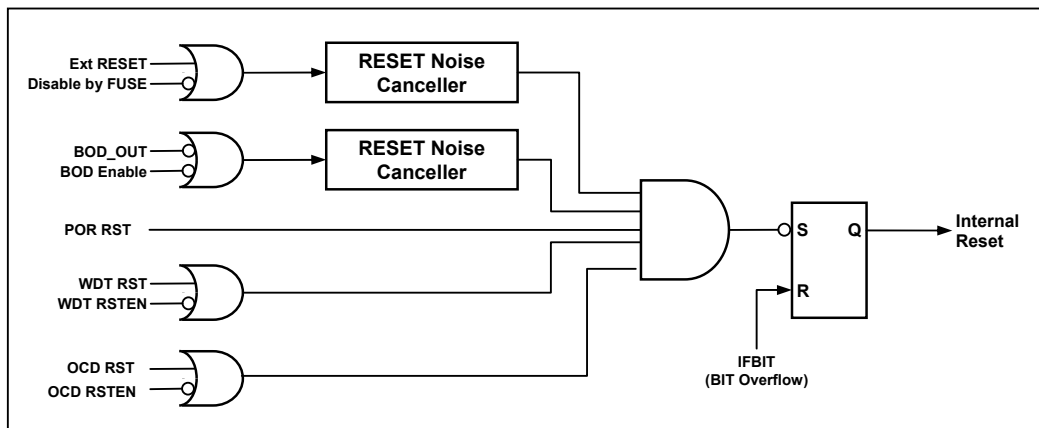 Ext RESET
Disable by FUSE
RESET Noise
Canceller
BOD_OUT
BOD Enable
RESET Noise
Canceller
POR RST
WDT RST
WDT RSTEN
OCD RST
OCD RSTEN
S
Q
R
Internal
Reset
IFBIT
(BIT Overflow)